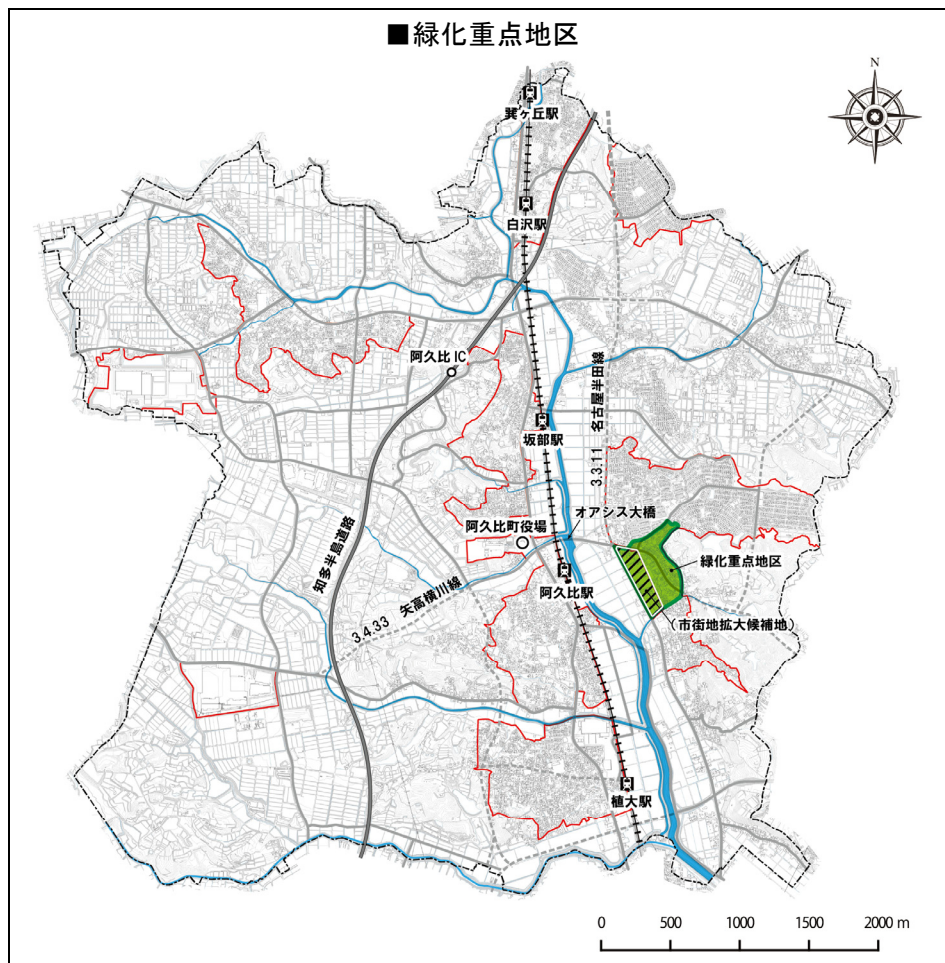 ■緑化重点地区
N
巽ヶ丘駅
白沢駅
阿久比 IC
3.3.11 名古屋半田線
坂部駅
オアシス大橋
阿久比町役場
知多半島道路
緑化重点地区
阿久比駅
3.4.33 矢高横川線
（市街地拡大候補地）
植大駅
0 500 1000 1500 2000 m